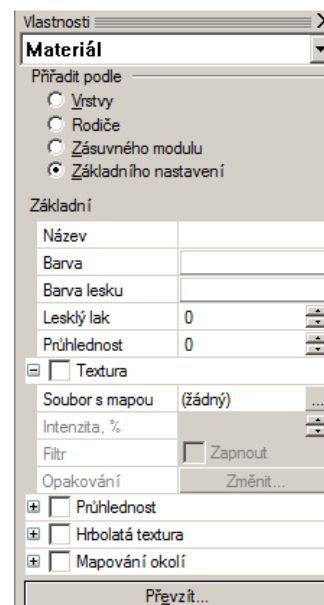 Vlastnosti
Materiál
Přiřadit podle
Vrstvy
Rodiče
Zásuvného modulu
Základního nastavení
Základní
Název
Barva
Barva lesku
Lesklý lak 0
Průhlednost 0
Textura
Soubor s mapou (žádný) ...
Intenzita, %
Filtr Zapnout
Opakování Změnit...
Průhlednost
Hrbolatá textura
Mapování okolí
Převzít...